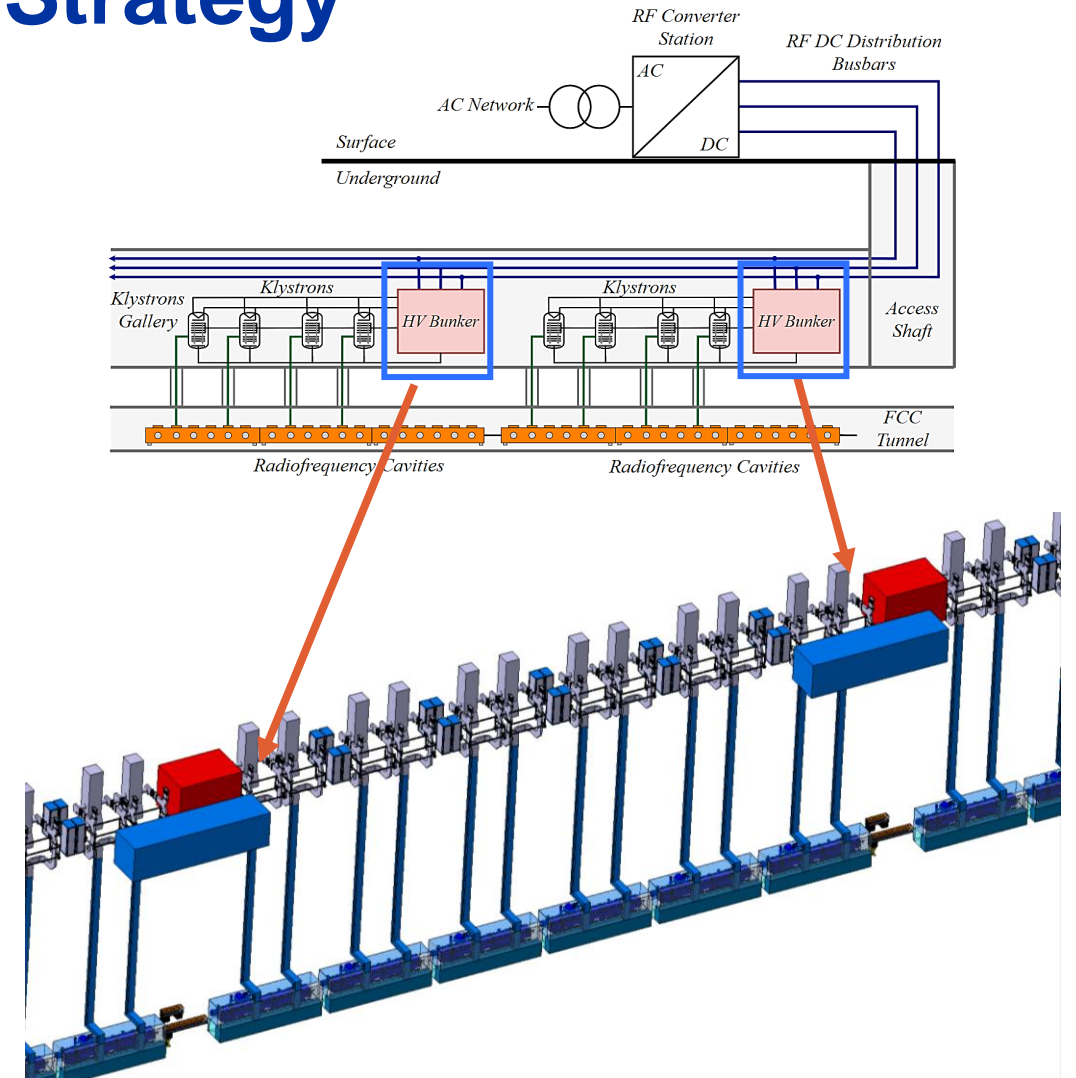 Strategy
RF Converter
Station
RF DC Distribution
Busbars
AC
AC Network
DC
Surface
Underground
Klystrons
Gallery
Klystrons
HV Bunker
Klystrons
HV Bunker
Access
Shaft
FCC
Tunnel
Radiofrequency Cavities
Radiofrequency Cavities